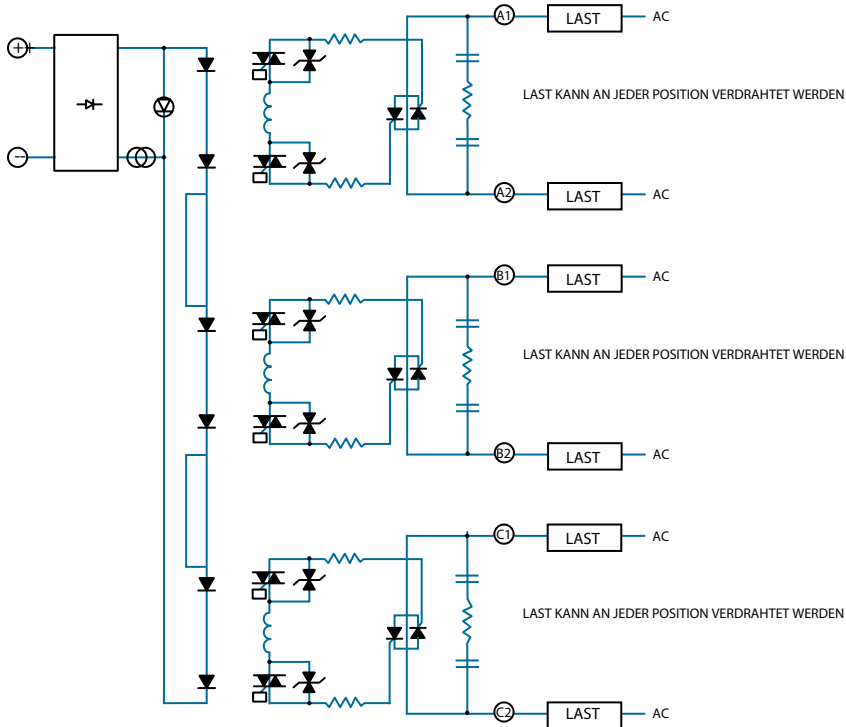 A1 LAST AC
+
LAST KANN AN JEDER POSITION VERDRAHTET WERDEN
--
A2 LAST AC
B1 LAST AC
LAST KANN AN JEDER POSITION VERDRAHTET WERDEN
B2 LAST AC
C1 LAST AC
LAST KANN AN JEDER POSITION VERDRAHTET WERDEN
C2 LAST AC